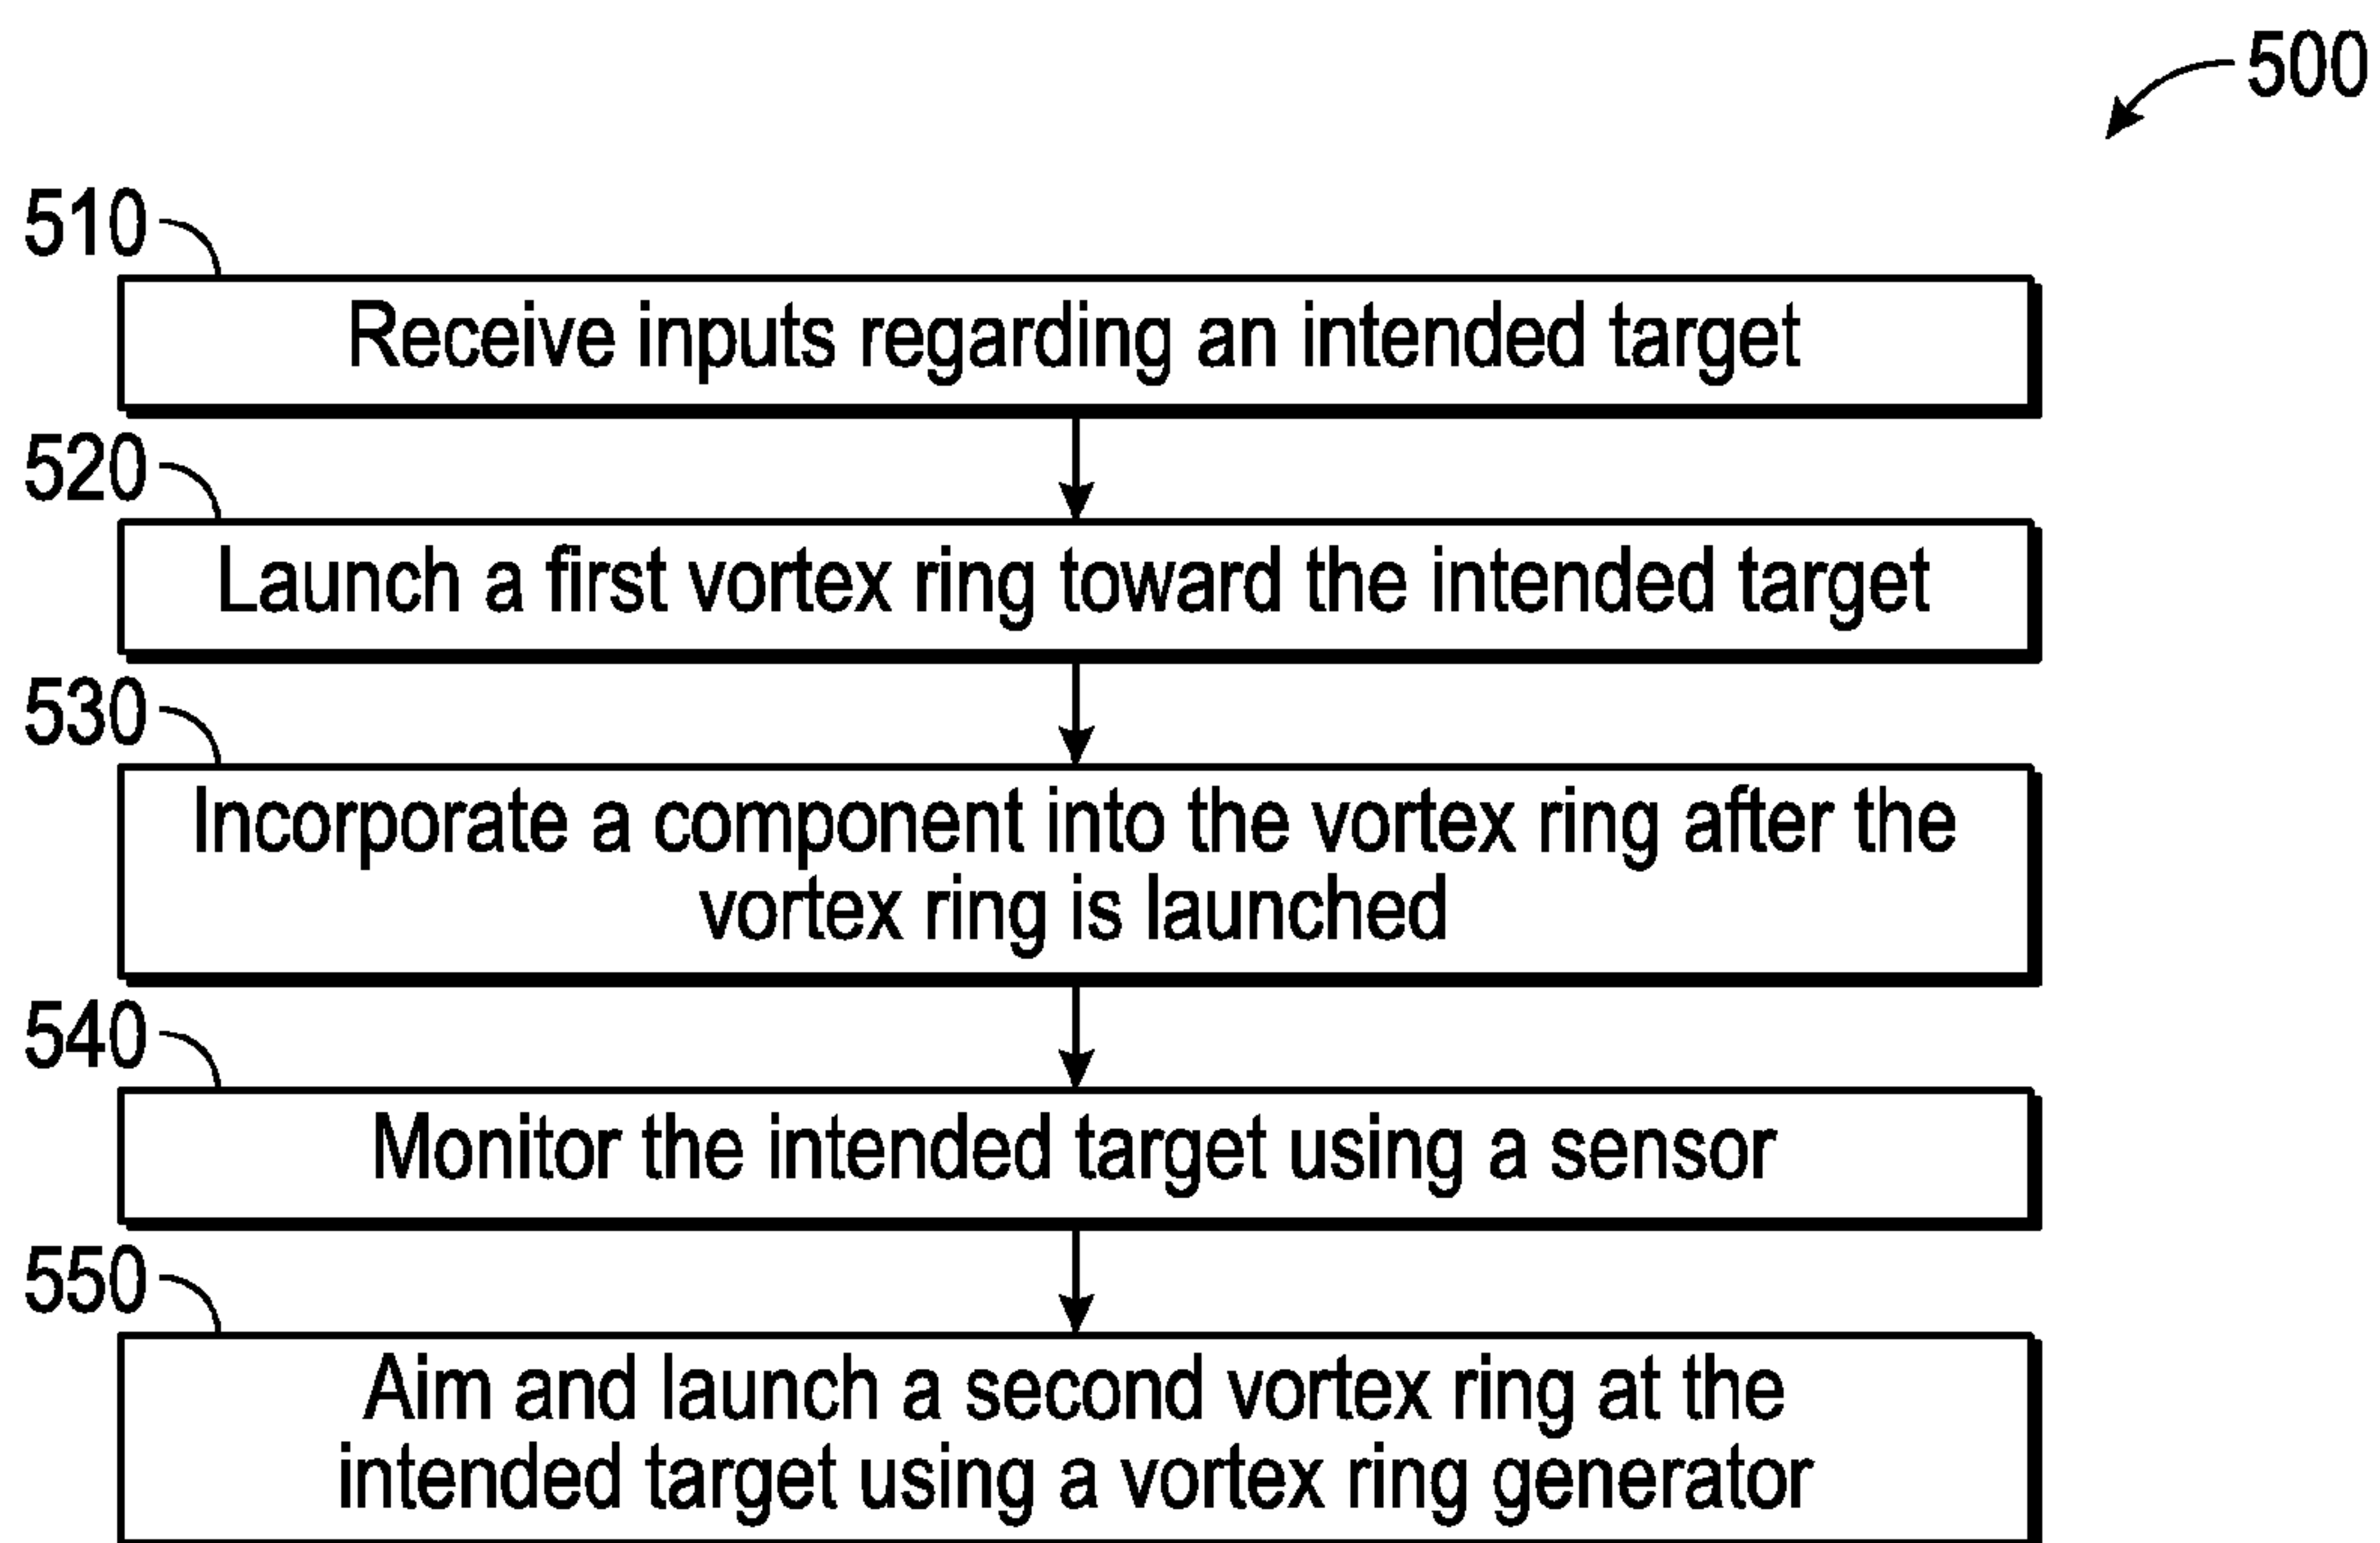 500
510
Receive inputs regarding an intended target
520
Launch a first vortex ring toward the intended target
530
Incorporate a component into the vortex ring after the
vortex ring is launched
540
Monitor the intended target using a sensor
550
Aim and launch a second vortex ring at the
intended target using a vortex ring generator